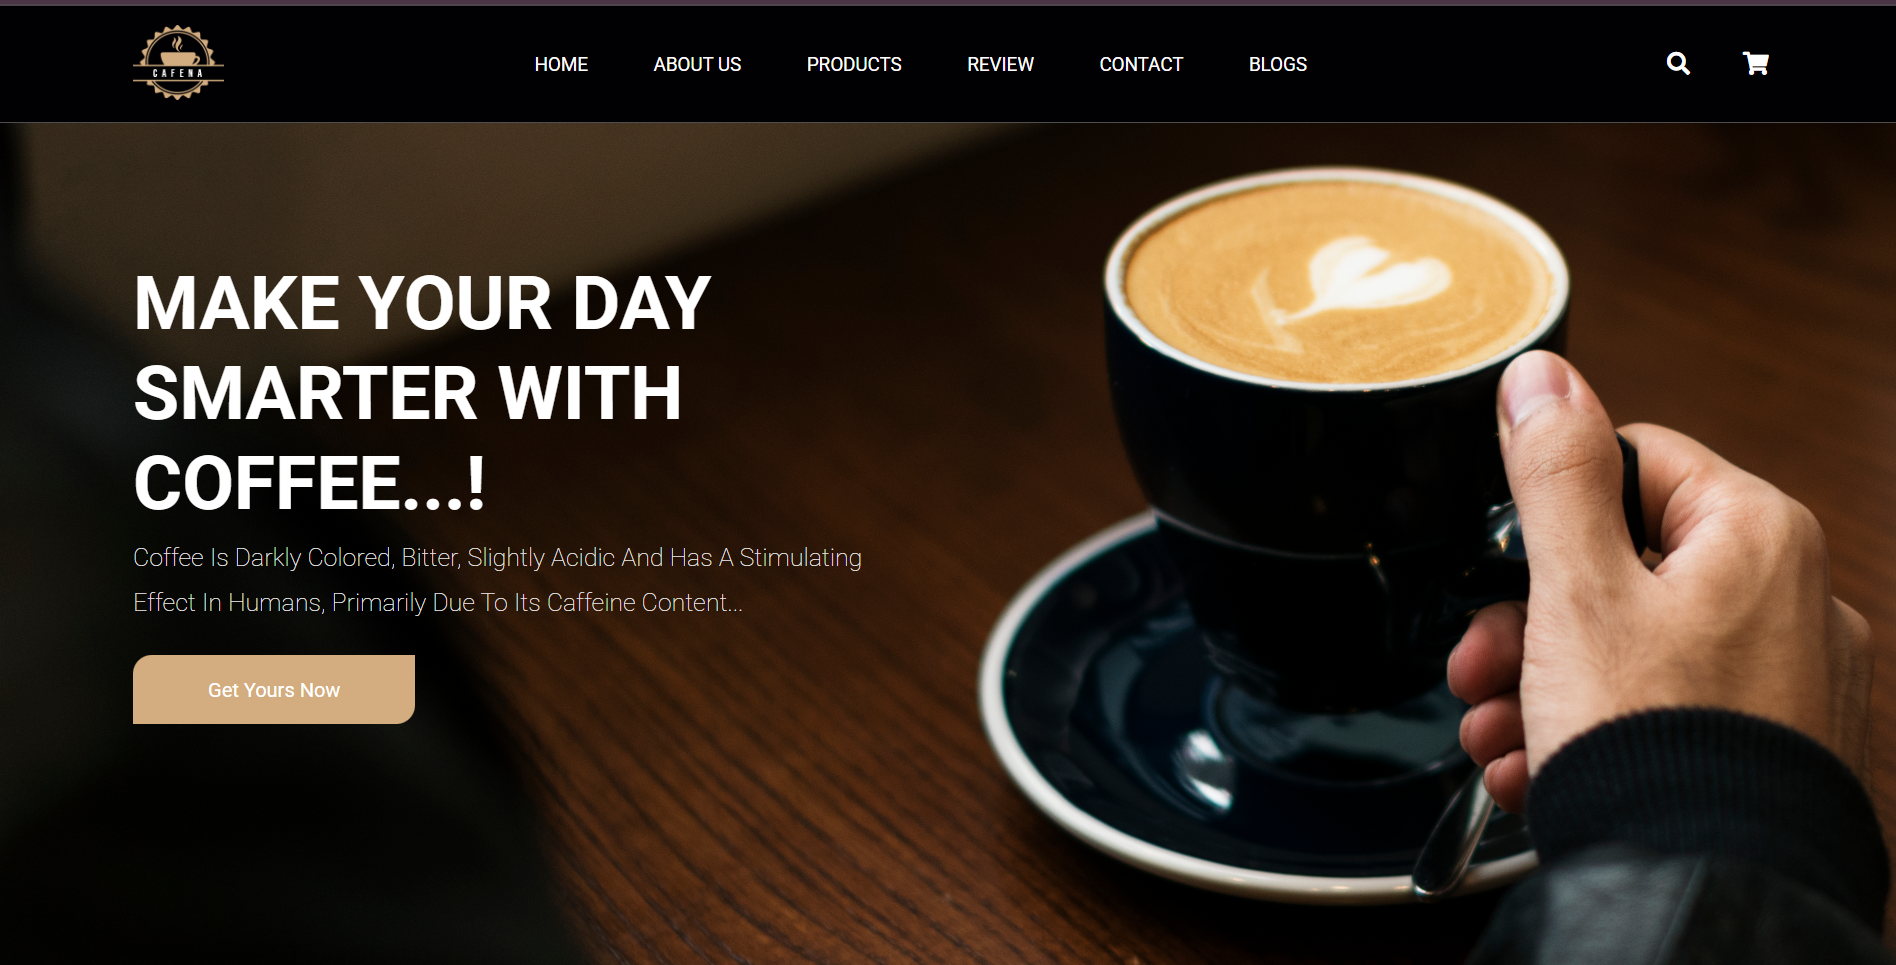 CAFENA
HOME ABOUT US PRODUCTS REVIEW CONTACT BLOGS
MAKE YOUR DAY
SMARTER WITH
COFFEE...!
Coffee Is Darkly Colored, Bitter, Slightly Acidic And Has A Stimulating
Effect In Humans, Primarily Due To Its Caffeine Content...
Get Yours Now